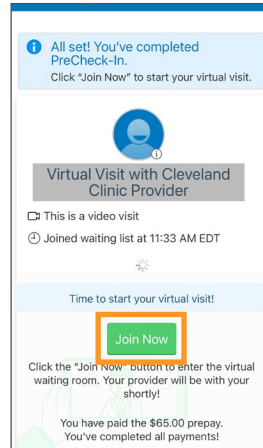 All set! You've completed
PreCheck-In.
Click "Join Now" to start your virtual visit.
Virtual Visit with Cleveland
Clinic Provider
This is a video visit
Joined waiting list at 11:33 AM EDT
Time to start your virtual visit!
Join Now
Click the "Join Now" button to enter the virtual
waiting room. Your provider will be with your
shortly!
You have paid the $65.00 prepay.
You've completed all payments!